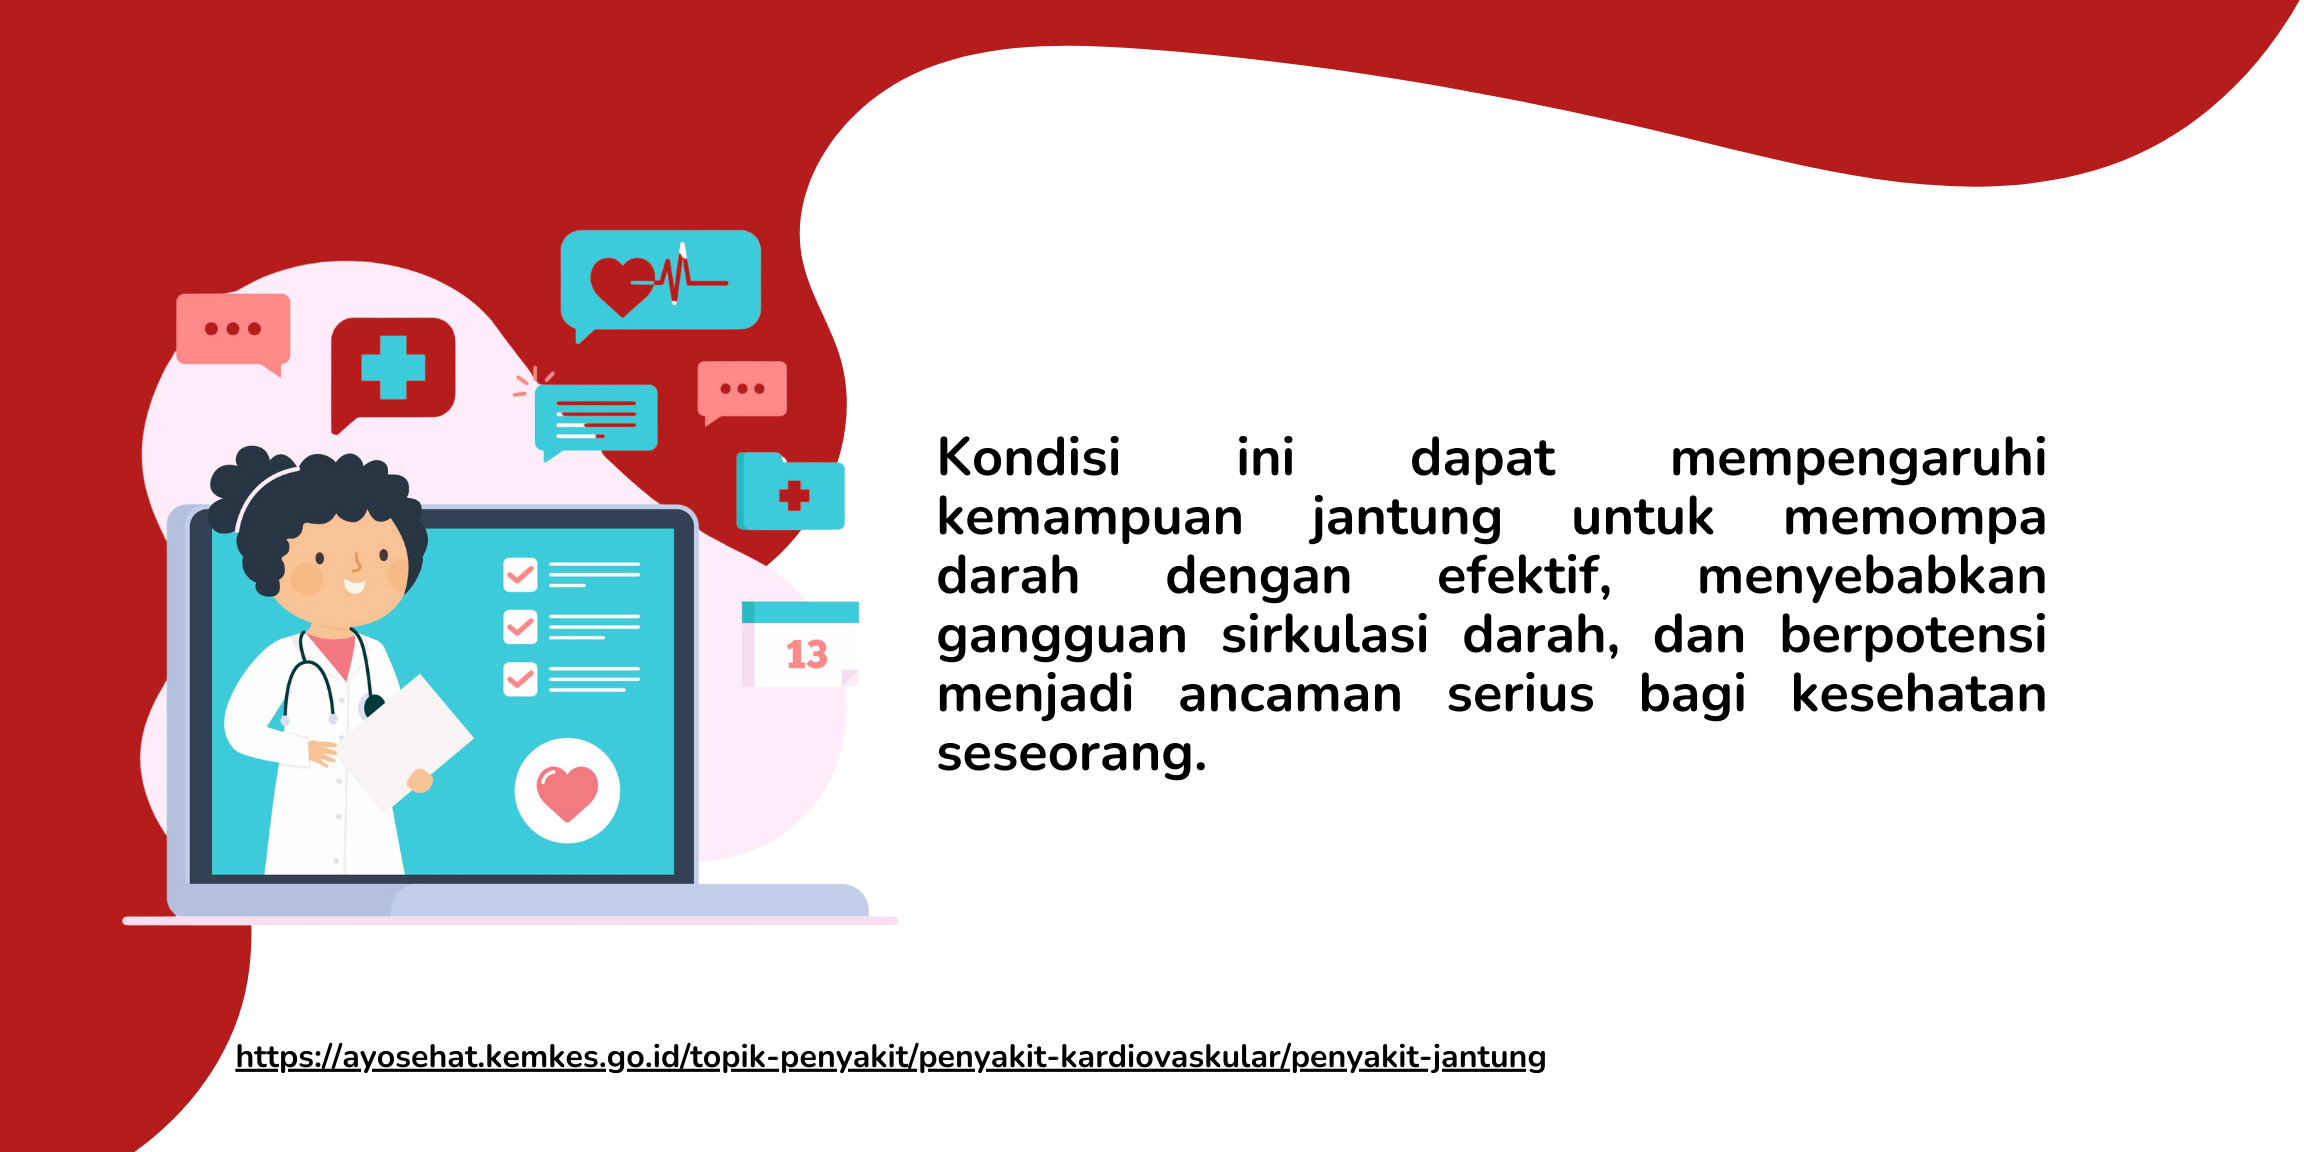 13
Kondisi ini dapat mempengaruhi
kemampuan jantung untuk memompa
darah dengan efektif, menyebabkan
gangguan sirkulasi darah, dan berpotensi
menjadi ancaman serius bagi kesehatan
seseorang.
https://ayosehat.kemkes.go.id/topik-penyakit/penyakit-kardiovaskular/penyakit-jantung